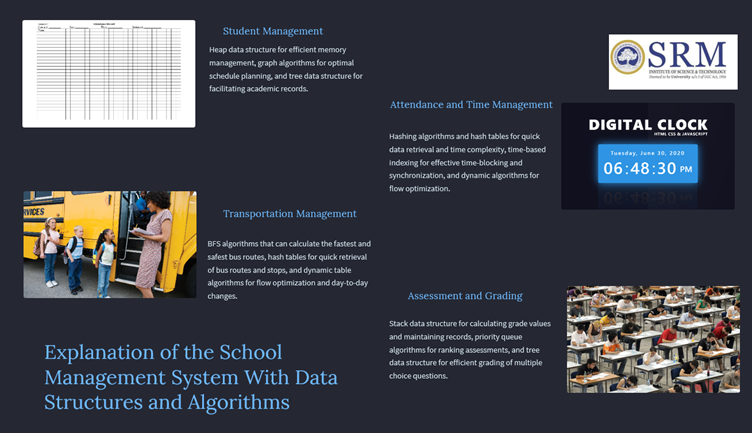 Student Management
Heap data structure for efficient memory
management, graph algorithms for optimal
schedule planning, and tree data structure for
facilitating academic records.
SRM
INSTITUTE OF SCIENCE & TECHNOLOGY
Deemed to be University u/s 3 of UGC Act, 1956
Attendance and Time Management
Hashing algorithms and hash tables for quick
data retrieval and time complexity, time-based
indexing for effective time-blocking and
synchronization, and dynamic algorithms for
flow optimization.
DIGITAL CLOCK
HTML CSS & JAVASCRIPT
Tuesday, June 30, 2020
06:48:30 PM
VICES
Transportation Management
BFS algorithms that can calculate the fastest and
safest bus routes, hash tables for quick retrieval
of bus routes and stops, and dynamic table
algorithms for flow optimization and day-to-day
changes.
Assessment and Grading
Stack data structure for calculating grade values
and maintaining records, priority queue
algorithms for ranking assessments, and tree
data structure for efficient grading of multiple
choice questions.
Explanation of the School
Management System With Data
Structures and Algorithms